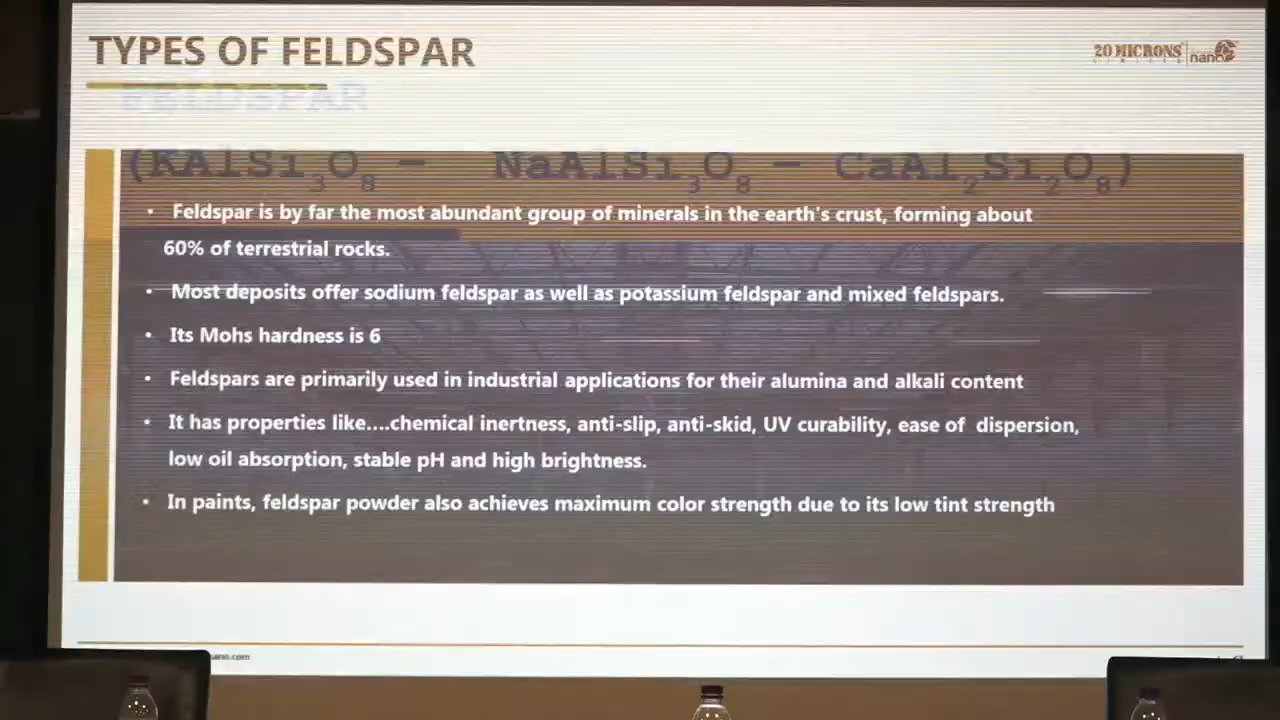 TYPES OF FELDSPAR
20 MICRONS
nano
FELDSPAR
(KAlSi3O8 – NaAlSi3O8 – CaAl2Si2O8)
• Feldspar is by far the most abundant group of minerals in the earth's crust, forming about
60% of terrestrial rocks.
• Most deposits offer sodium feldspar as well as potassium feldspar and mixed feldspars.
• Its Mohs hardness is 6
• Feldspars are primarily used in industrial applications for their alumina and alkali content
• It has properties like....chemical inertness, anti-slip, anti-skid, UV curability, ease of dispersion,
low oil absorption, stable pH and high brightness.
• In paints, feldspar powder also achieves maximum color strength due to its low tint strength